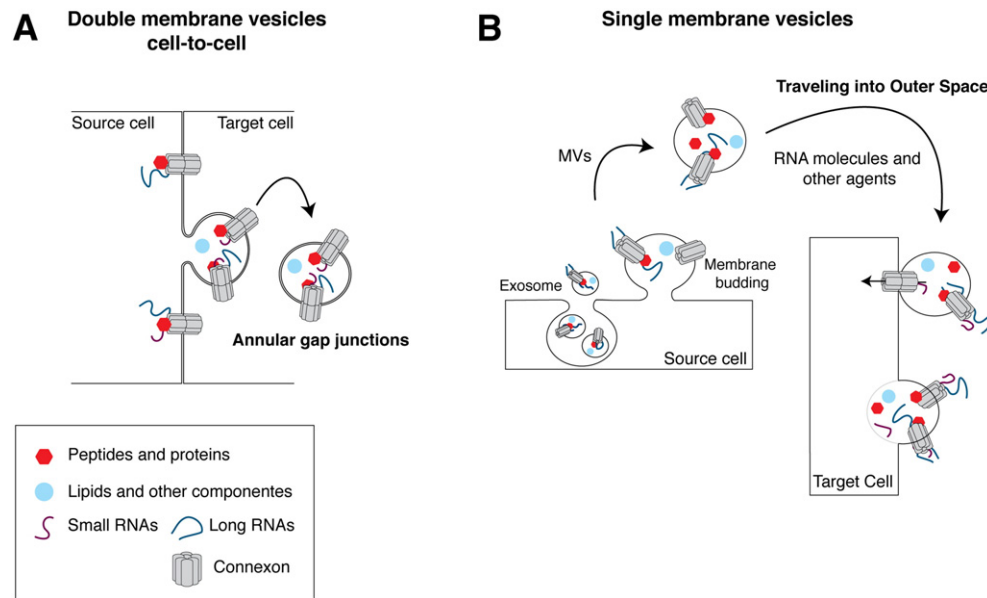 A
Double membrane vesicles
cell-to-cell
Source cell
Target cell
Annular gap junctions
Peptides and proteins
Lipids and other componentes
Small RNAs
Long RNAs
Connexon
B
Single membrane vesicles
Traveling into Outer Space
MVs
RNA molecules and
other agents
Exosome
Membrane
budding
Source cell
Target Cell